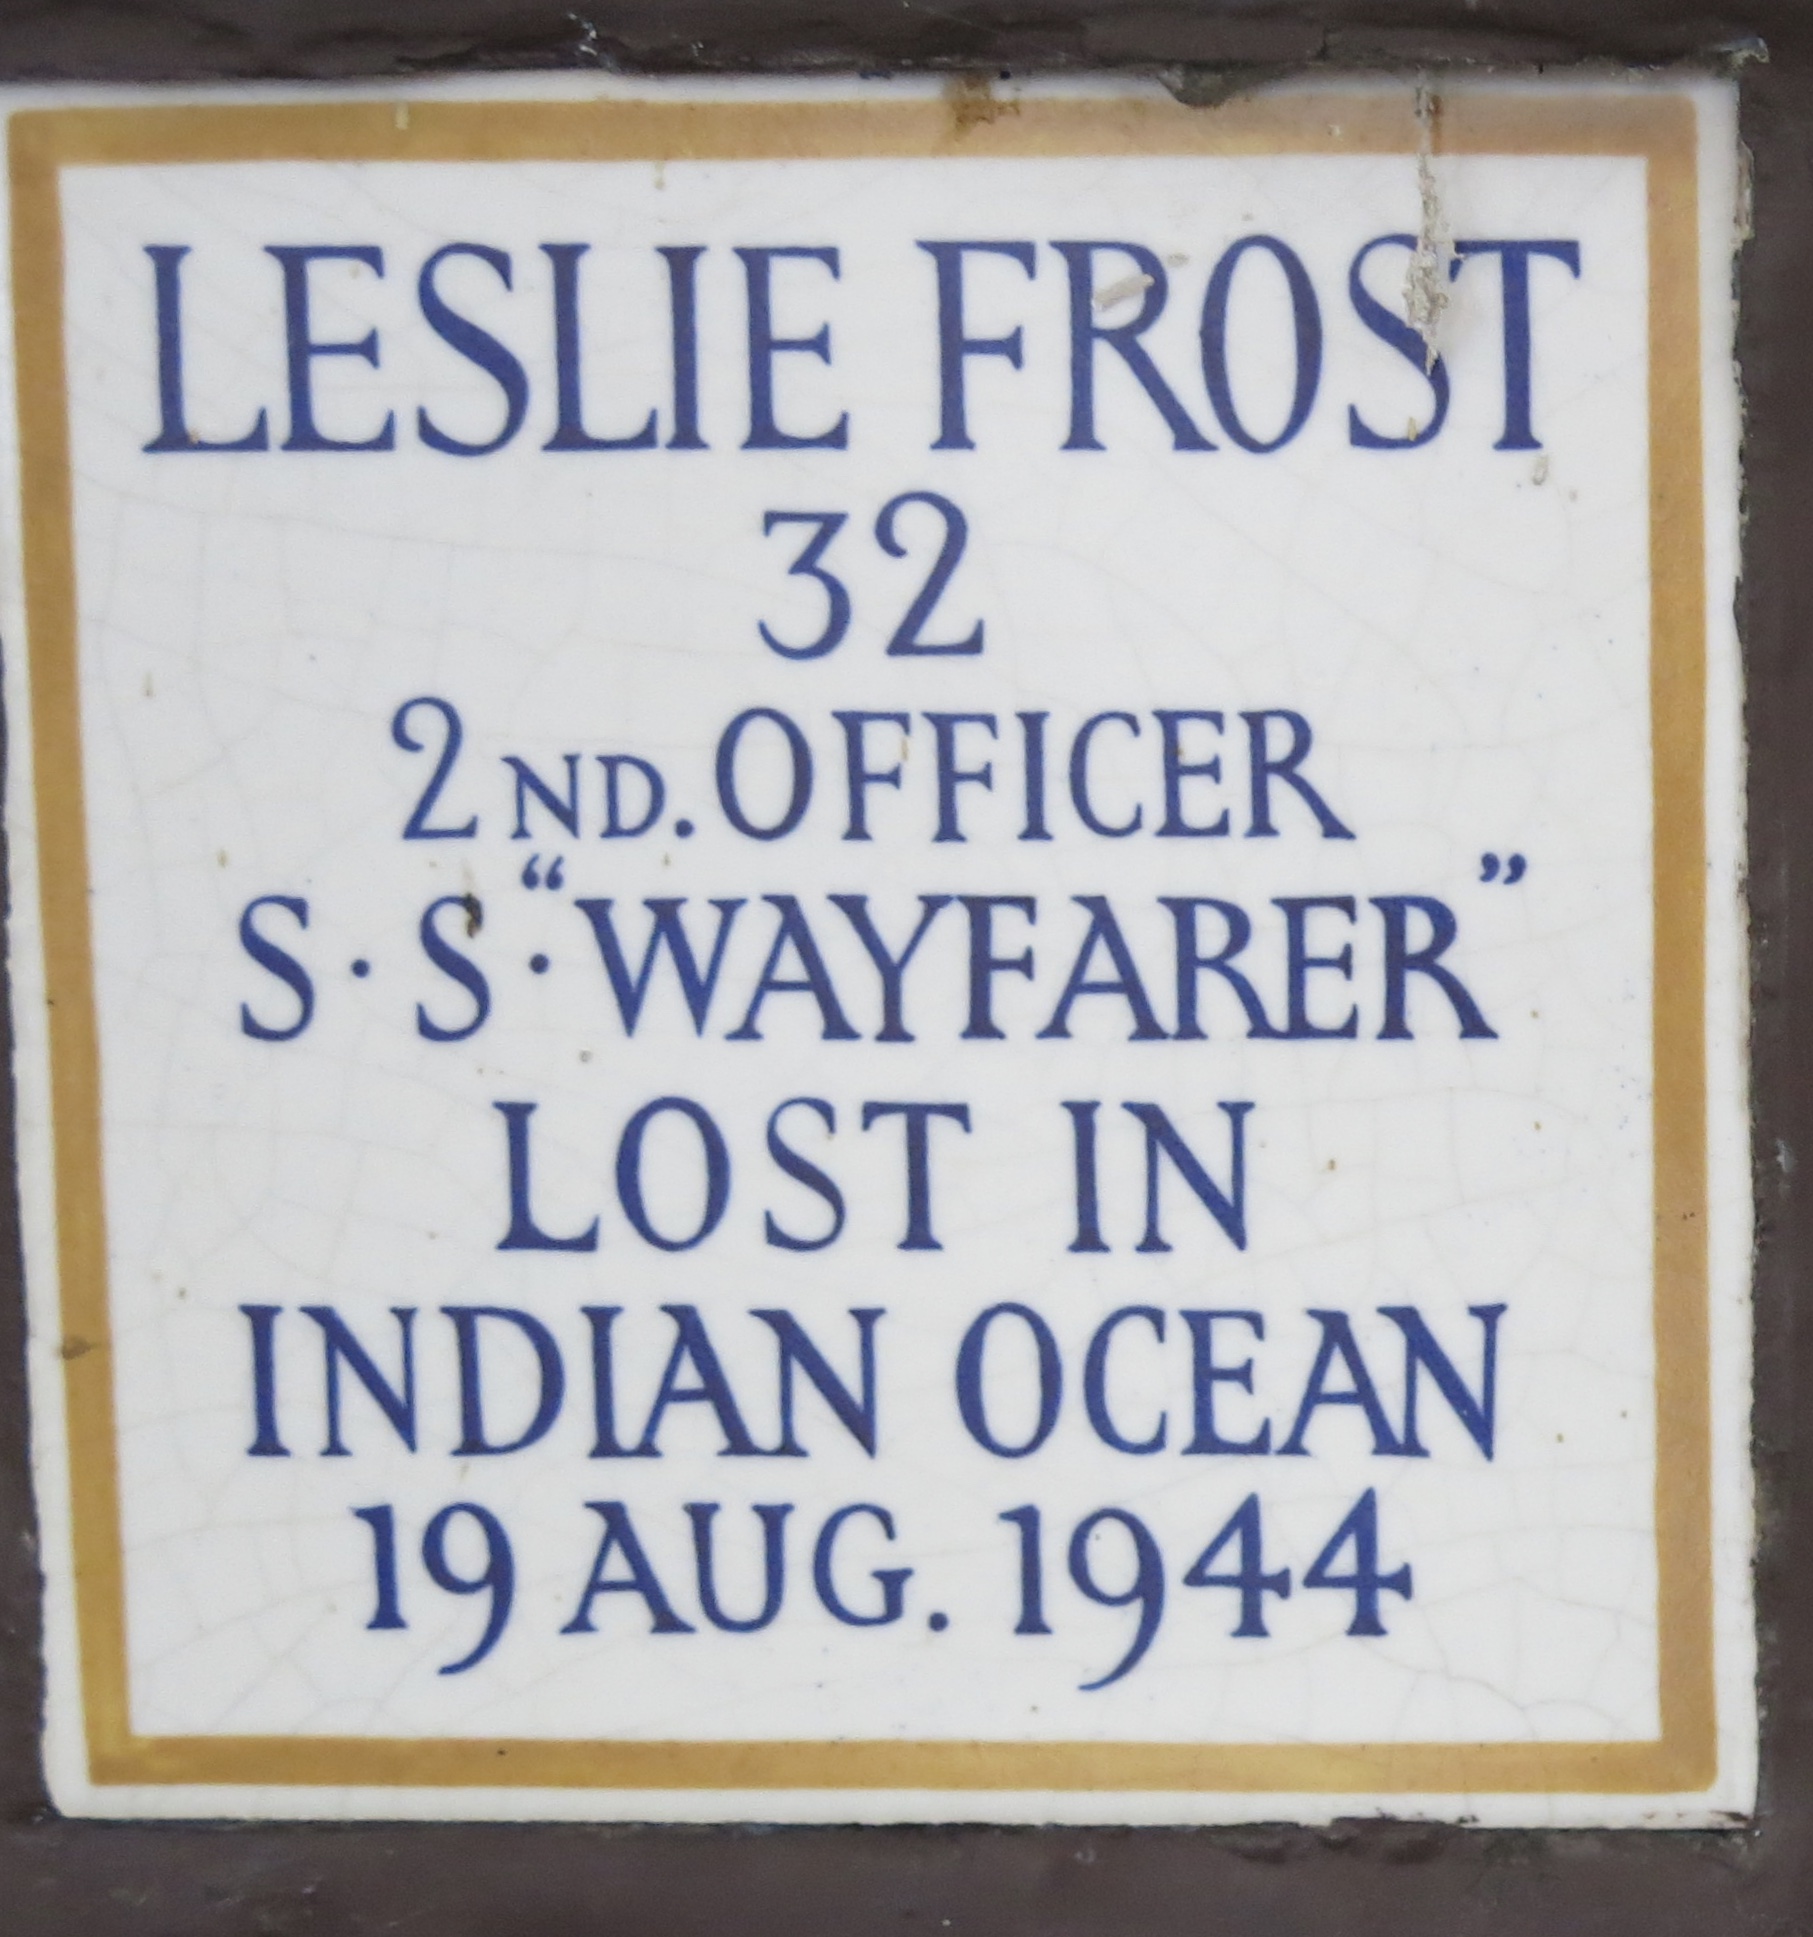 LESLIE FROST
32
2ND. OFFICER
S·S·“WAYFARER”
LOST IN
INDIAN OCEAN
19 AUG. 1944